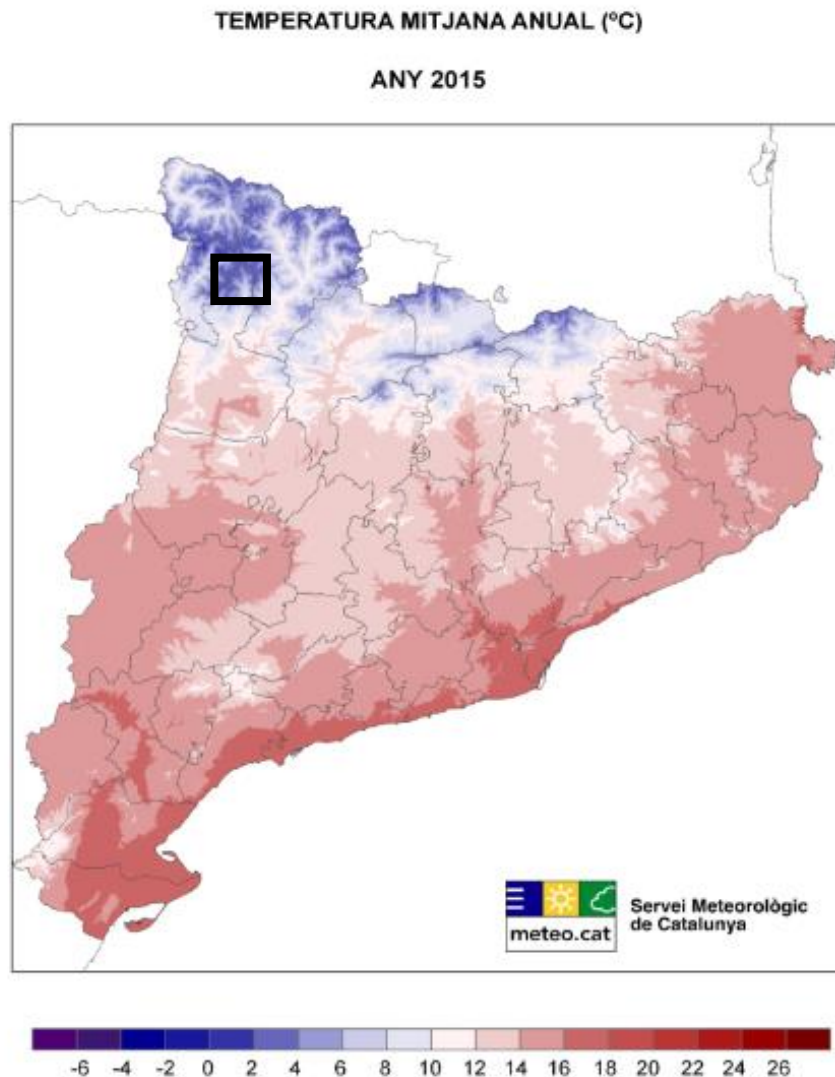 TEMPERATURA MITJANA ANUAL (ºC)
ANY 2015
meteo.cat
Servei Meteorològic
de Catalunya
-6 -4 -2 0 2 4 6 8 10 12 14 16 18 20 22 24 26